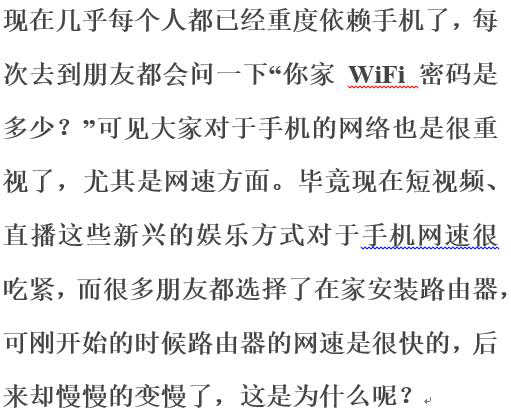 现在几乎每个人都已经重度依赖手机了，每
次去到朋友都会问一下“你家 WiFi 密码是
多少？”可见大家对于手机的网络也是很重
视了，尤其是网速方面。毕竟现在短视频、
直播这些新兴的娱乐方式对于手机网速很
吃紧，而很多朋友都选择了在家安装路由器，
可刚开始的时候路由器的网速是很快的，后
来却慢慢的变慢了，这是为什么呢？